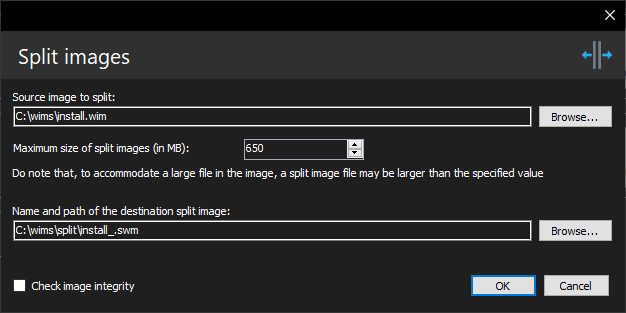 Split images
Source image to split:
C:\wims\install.wim
Browse...
Maximum size of split images (in MB):
650
Do note that, to accommodate a large file in the image, a split image file may be larger than the specified value
Name and path of the destination split image:
C:\wims\split\install_.swm
Browse...
Check image integrity
OK
Cancel